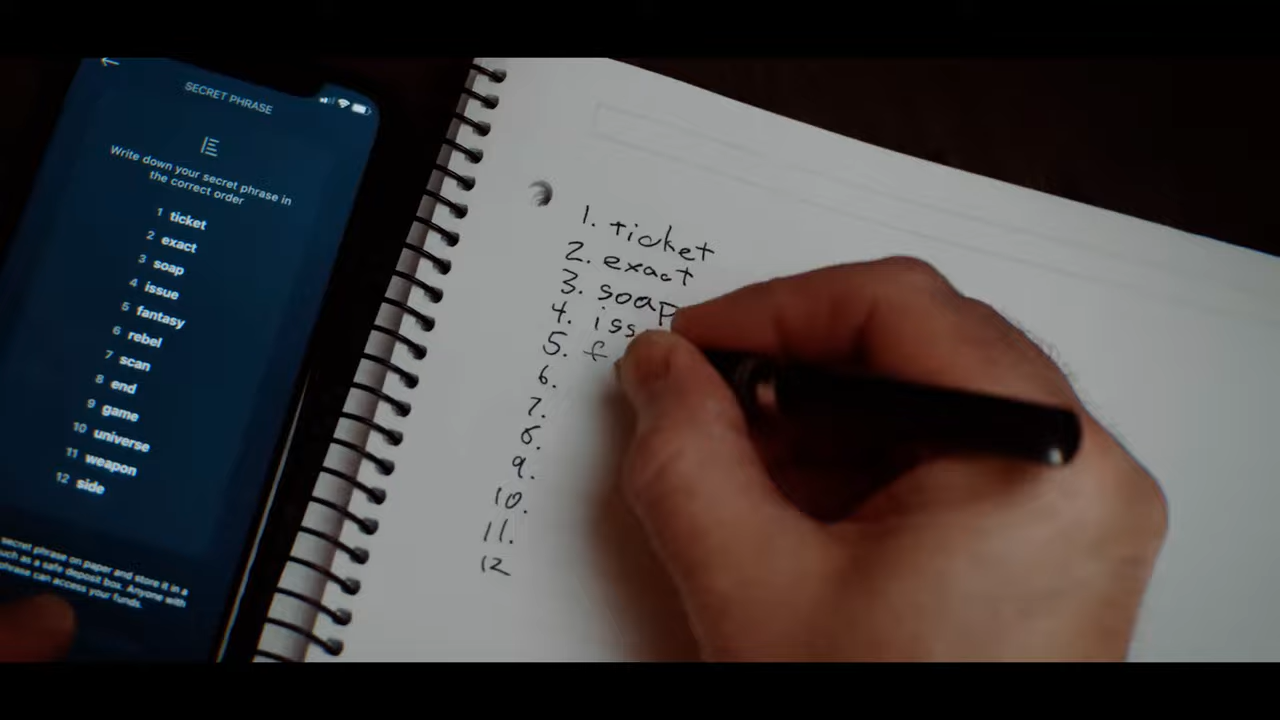 SECRET PHRASE
Write down your secret phrase in
the correct order
1 ticket
2 exact
3 soap
4 issue
5 fantasy
6 rebel
7 scan
8 end
9 game
10 universe
11 weapon
12 side
secret phrase on paper and store it in a
as a safe deposit box. Anyone with
phrase can access your funds.
1. ticket
2. exact
3. soap
4. iss
5. f
6.
7.
8.
9.
10.
11.
12